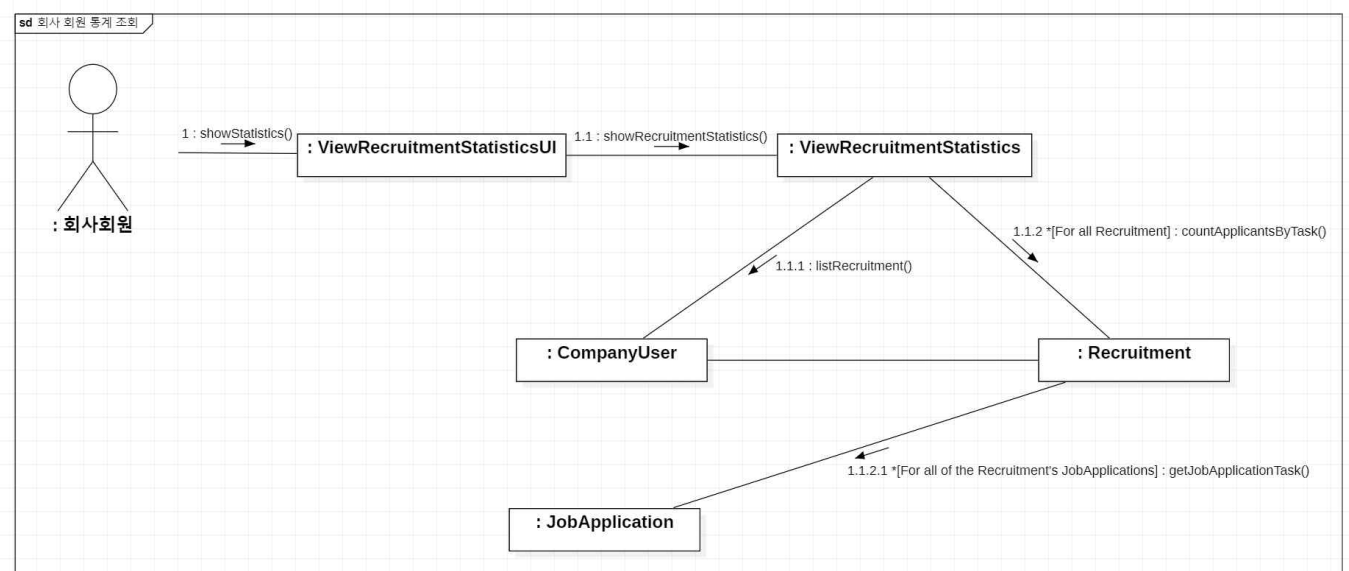 sd 회사 회원 통계 조회
1 : showStatistics()
: ViewRecruitmentStatisticsUI
1.1 : showRecruitmentStatistics()
: ViewRecruitmentStatistics
: 회사회원
1.1.2 *[For all Recruitment] : countApplicantsByTask()
1.1.1 : listRecruitment()
: CompanyUser
: Recruitment
1.1.2.1 *[For all of the Recruitment's JobApplications] : getJobApplicationTask()
: JobApplication